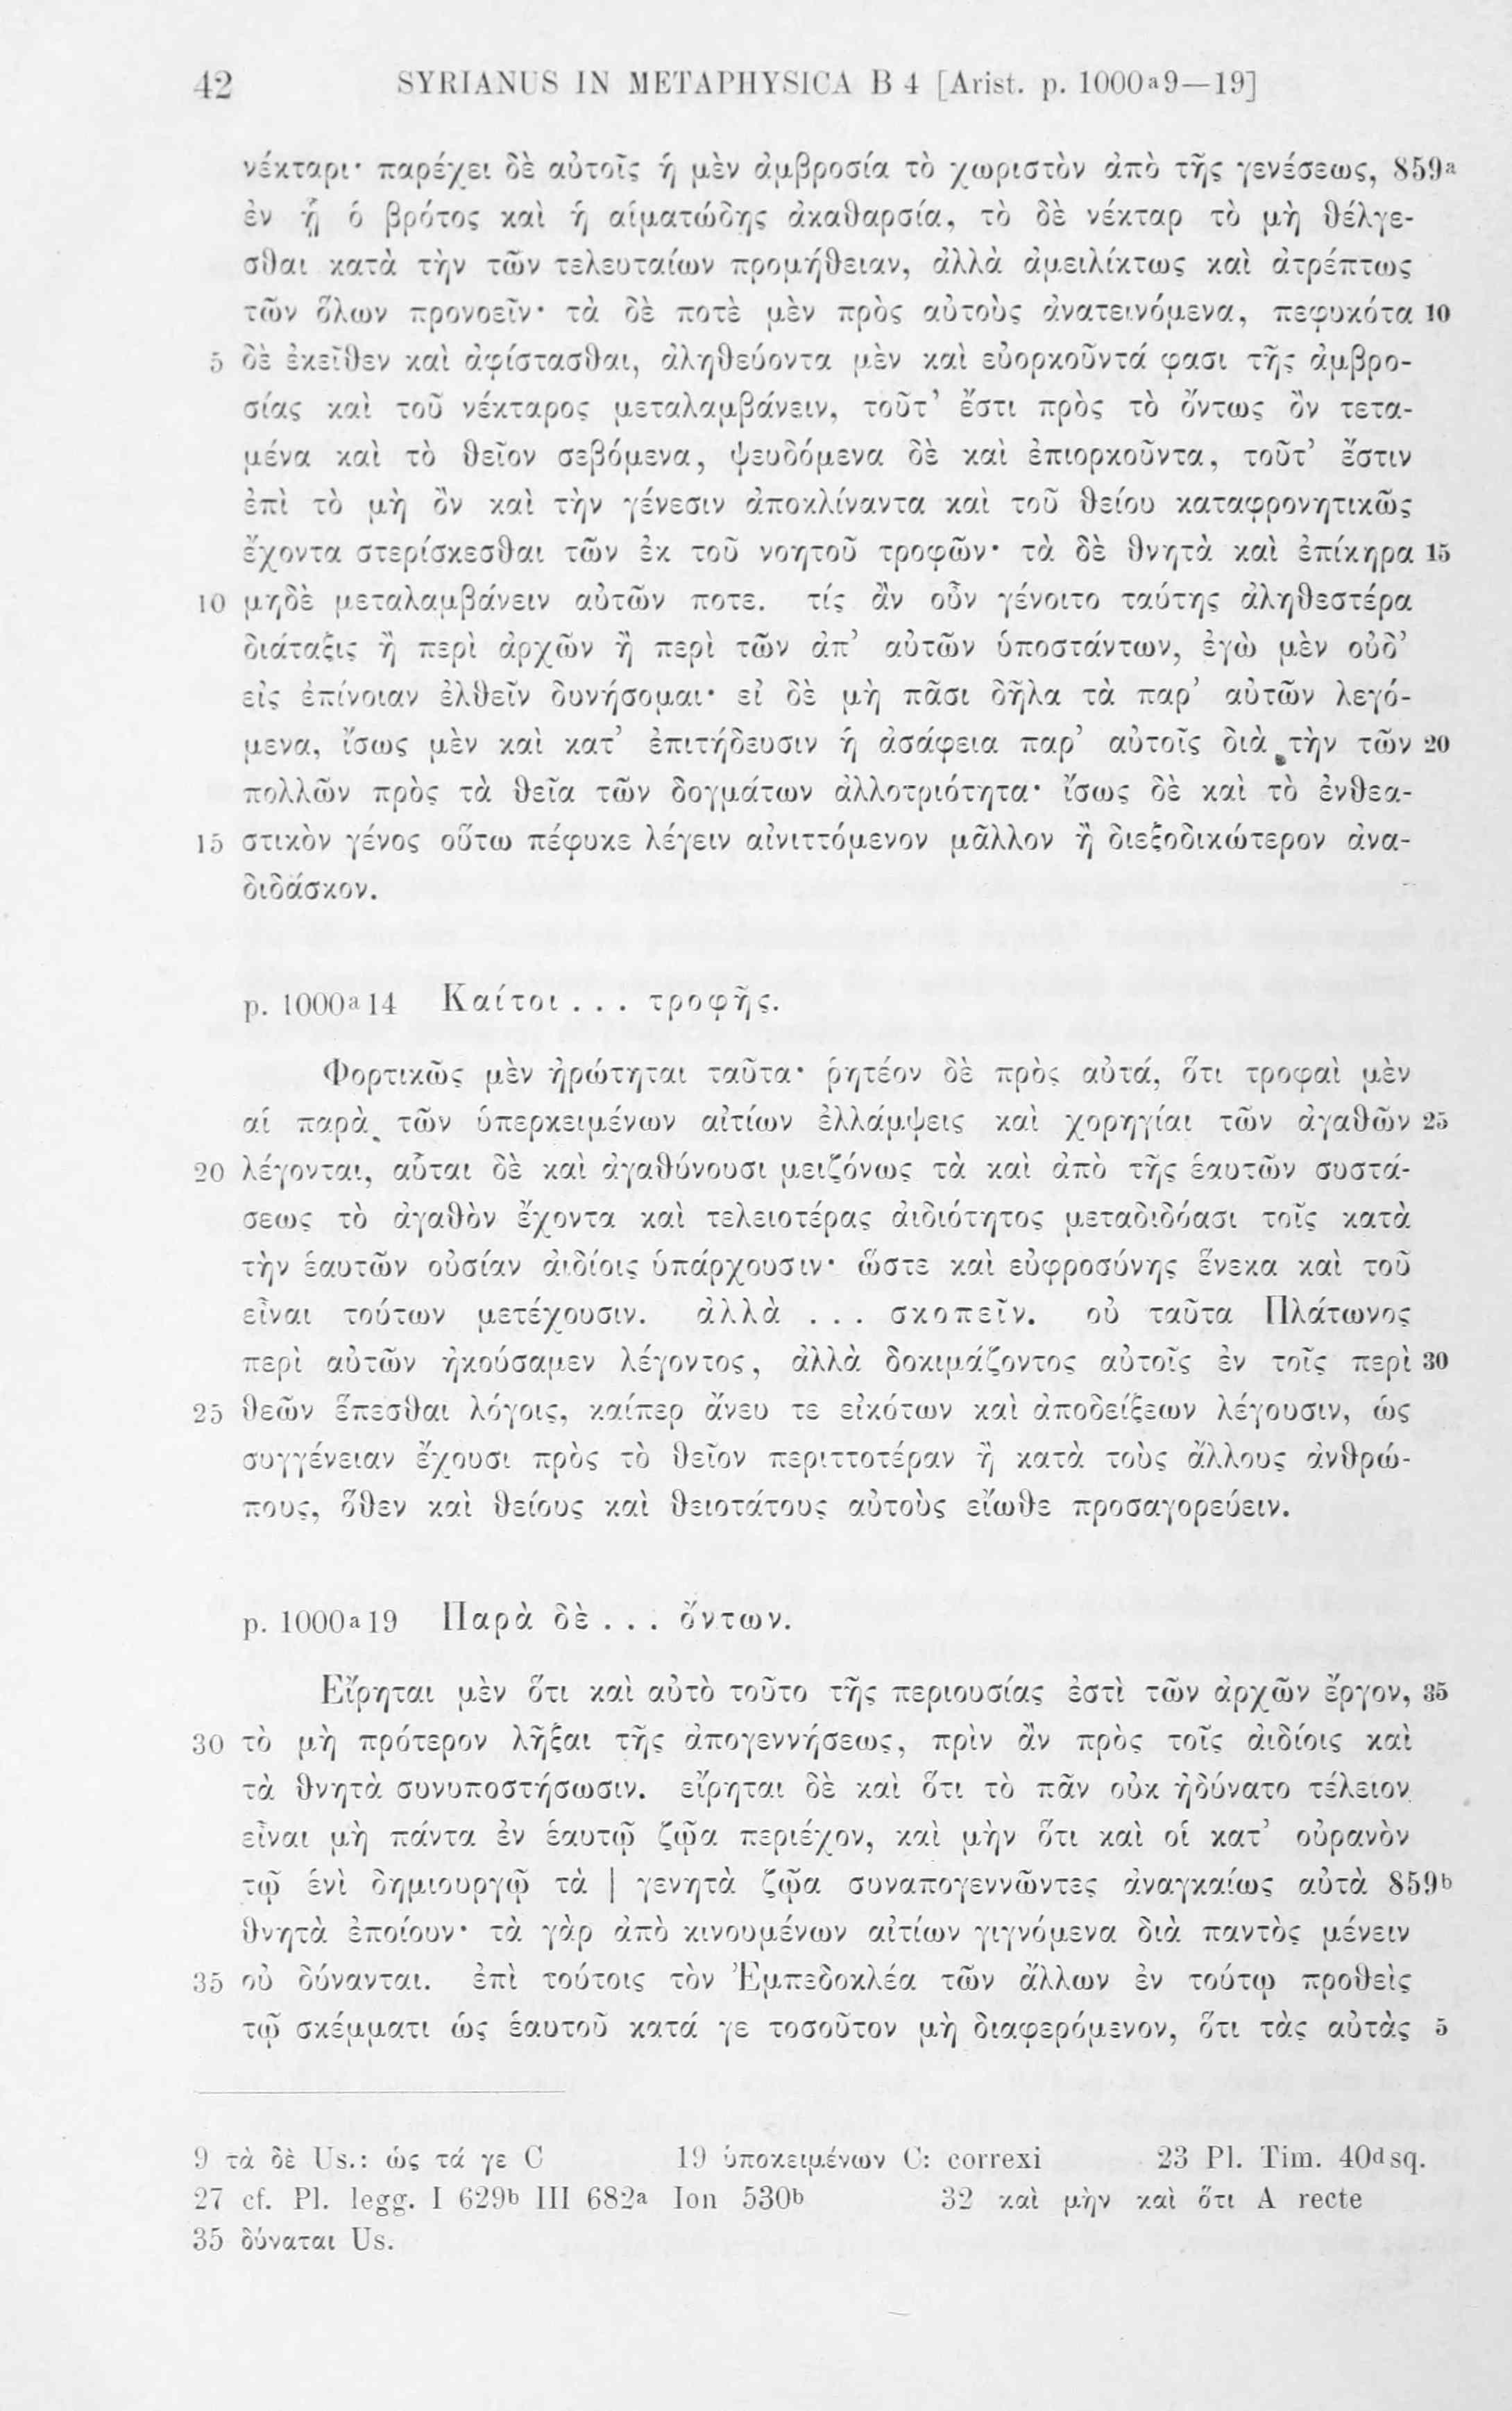 42 SYRIANUS IN METAPHYSICA B 4 [Arist. p. 1000a9—19]
νέκταρι· παρέχει δὲ αὐτοῖς ἡ μὲν ἀμβροσία τὸ χωριστὸν ἀπὸ τῆς γενέσεως, 859a
ἐν ᾗ ὁ βρότος καὶ ἡ αἱματώδης ἀκαθαρσία, τὸ δὲ νέκταρ τὸ μὴ θέλγε-
σθαι κατὰ τὴν τῶν τελευταίων προμήθειαν, ἀλλὰ ἀμειλίκτως καὶ ἀτρέπτως
τῶν ὅλων προνοεῖν· τὰ δὲ ποτὲ μὲν πρὸς αὐτοὺς ἀνατεινόμενα, πεφυκότα 10
5 δὲ ἐκεῖθεν καὶ ἀφίστασθαι, ἀληθεύοντα μὲν καὶ εὐορκοῦντά φασι τῆς ἀμβρο-
σίας καὶ τοῦ νέκταρος μεταλαμβάνειν, τοῦτ’ ἔστι πρὸς τὸ ὄντως ὂν τετα-
μένα καὶ τὸ θεῖον σεβόμενα, ψευδόμενα δὲ καὶ ἐπιορκοῦντα, τοῦτ’ ἔστιν
ἐπὶ τὸ μὴ ὂν καὶ τὴν γένεσιν ἀποκλίναντα καὶ τοῦ θείου καταφρονητικῶς
ἔχοντα στερίσκεσθαι τῶν ἐκ τοῦ νοητοῦ τροφῶν· τὰ δὲ θνητὰ καὶ ἐπίκηρα 15
10 μηδὲ μεταλαμβάνειν αὐτῶν ποτε. τίς ἂν οὖν γένοιτο ταύτης ἀληθεστέρα
διάταξις ἢ περὶ ἀρχῶν ἢ περὶ τῶν ἀπ’ αὐτῶν ὑποστάντων, ἐγὼ μὲν οὐδ’
εἰς ἐπίνοιαν ἐλθεῖν δυνήσομαι· εἰ δὲ μὴ πᾶσι δῆλα τὰ παρ’ αὐτῶν λεγό-
μενα, ἴσως μὲν καὶ κατ’ ἐπιτήδευσιν ἡ ἀσάφεια παρ’ αὐτοῖς διὰ τὴν τῶν 20
πολλῶν πρὸς τὰ θεῖα τῶν δογμάτων ἀλλοτριότητα· ἴσως δὲ καὶ τὸ ἐνθεα-
15 στικὸν γένος οὕτω πέφυκε λέγειν αἰνιττόμενον μᾶλλον ἢ διεξοδικώτερον ἀνα-
διδάσκον.
p. 1000a14 Καίτοι . . . τροφῆς.
Φορτικῶς μὲν ἠρώτηται ταῦτα· ῥητέον δὲ πρὸς αὐτά, ὅτι τροφαὶ μὲν
αἱ παρὰ τῶν ὑπερκειμένων αἰτίων ἐλλάμψεις καὶ χορηγίαι τῶν ἀγαθῶν 25
20 λέγονται, αὗται δὲ καὶ ἀγαθύνουσι μειζόνως τὰ καὶ ἀπὸ τῆς ἑαυτῶν συστά-
σεως τὸ ἀγαθὸν ἔχοντα καὶ τελειοτέρας ἀιδιότητος μεταδιδόασι τοῖς κατὰ
τὴν ἑαυτῶν οὐσίαν ἀιδίοις ὑπάρχουσιν· ὥστε καὶ εὐφροσύνης ἕνεκα καὶ τοῦ
εἶναι τούτων μετέχουσιν. ἀλλὰ . . . σκοπεῖν. οὐ ταῦτα Πλάτωνος
περὶ αὐτῶν ἠκούσαμεν λέγοντος, ἀλλὰ δοκιμάζοντος αὐτοῖς ἐν τοῖς περὶ 30
25 θεῶν ἕπεσθαι λόγοις, καίπερ ἄνευ τε εἰκότων καὶ ἀποδείξεων λέγουσιν, ὡς
συγγένειαν ἔχουσι πρὸς τὸ θεῖον περιττοτέραν ἢ κατὰ τοὺς ἄλλους ἀνθρώ-
πους, ὅθεν καὶ θείους καὶ θειοτάτους αὐτοὺς εἴωθε προσαγορεύειν.
p. 1000a19 Παρὰ δὲ . . . ὄντων.
Εἴρηται μὲν ὅτι καὶ αὐτὸ τοῦτο τῆς περιουσίας ἐστὶ τῶν ἀρχῶν ἔργον, 35
30 τὸ μὴ πρότερον λῆξαι τῆς ἀπογεννήσεως, πρὶν ἂν πρὸς τοῖς ἀιδίοις καὶ
τὰ θνητὰ συνυποστήσωσιν. εἴρηται δὲ καὶ ὅτι τὸ πᾶν οὐκ ἠδύνατο τέλειον
εἶναι μὴ πάντα ἐν ἑαυτῷ ζῷα περιέχον, καὶ μὴν ὅτι καὶ οἱ κατ’ οὐρανὸν
τῷ ἑνὶ δημιουργῷ τὰ | γενητὰ ζῷα συναπογεννῶντες ἀναγκαίως αὐτὰ 859b
θνητὰ ἐποίουν· τὰ γὰρ ἀπὸ κινουμένων αἰτίων γιγνόμενα διὰ παντὸς μένειν
35 οὐ δύνανται. ἐπὶ τούτοις τὸν Ἐμπεδοκλέα τῶν ἄλλων ἐν τούτῳ προθεὶς
τῷ σκέμματι ὡς ἑαυτοῦ κατά γε τοσοῦτον μὴ διαφερόμενον, ὅτι τὰς αὐτὰς 5
9 τὰ δὲ Us.: ὡς τά γε C 19 ὑποκειμένων C: correxi 23 Pl. Tim. 40d sq.
27 cf. Pl. legg. I 629b III 682a Ion 530b 32 καὶ μὴν καὶ ὅτι A recte
35 δύναται Us.